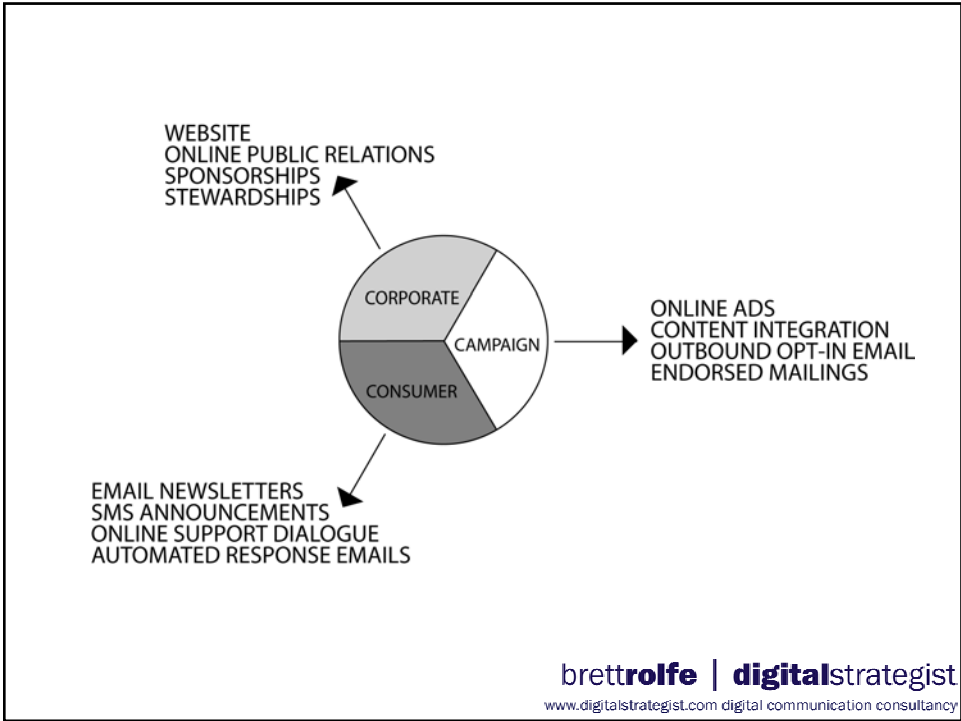 WEBSITE
ONLINE PUBLIC RELATIONS
SPONSORSHIPS
STEWARDSHIPS
CORPORATE
CAMPAIGN
CONSUMER
ONLINE ADS
CONTENT INTEGRATION
OUTBOUND OPT-IN EMAIL
ENDORSED MAILINGS
EMAIL NEWSLETTERS
SMS ANNOUNCEMENTS
ONLINE SUPPORT DIALOGUE
AUTOMATED RESPONSE EMAILS
brettrolfe | digitalstrategist
www.digitalstrategist.com digital communication consultancy